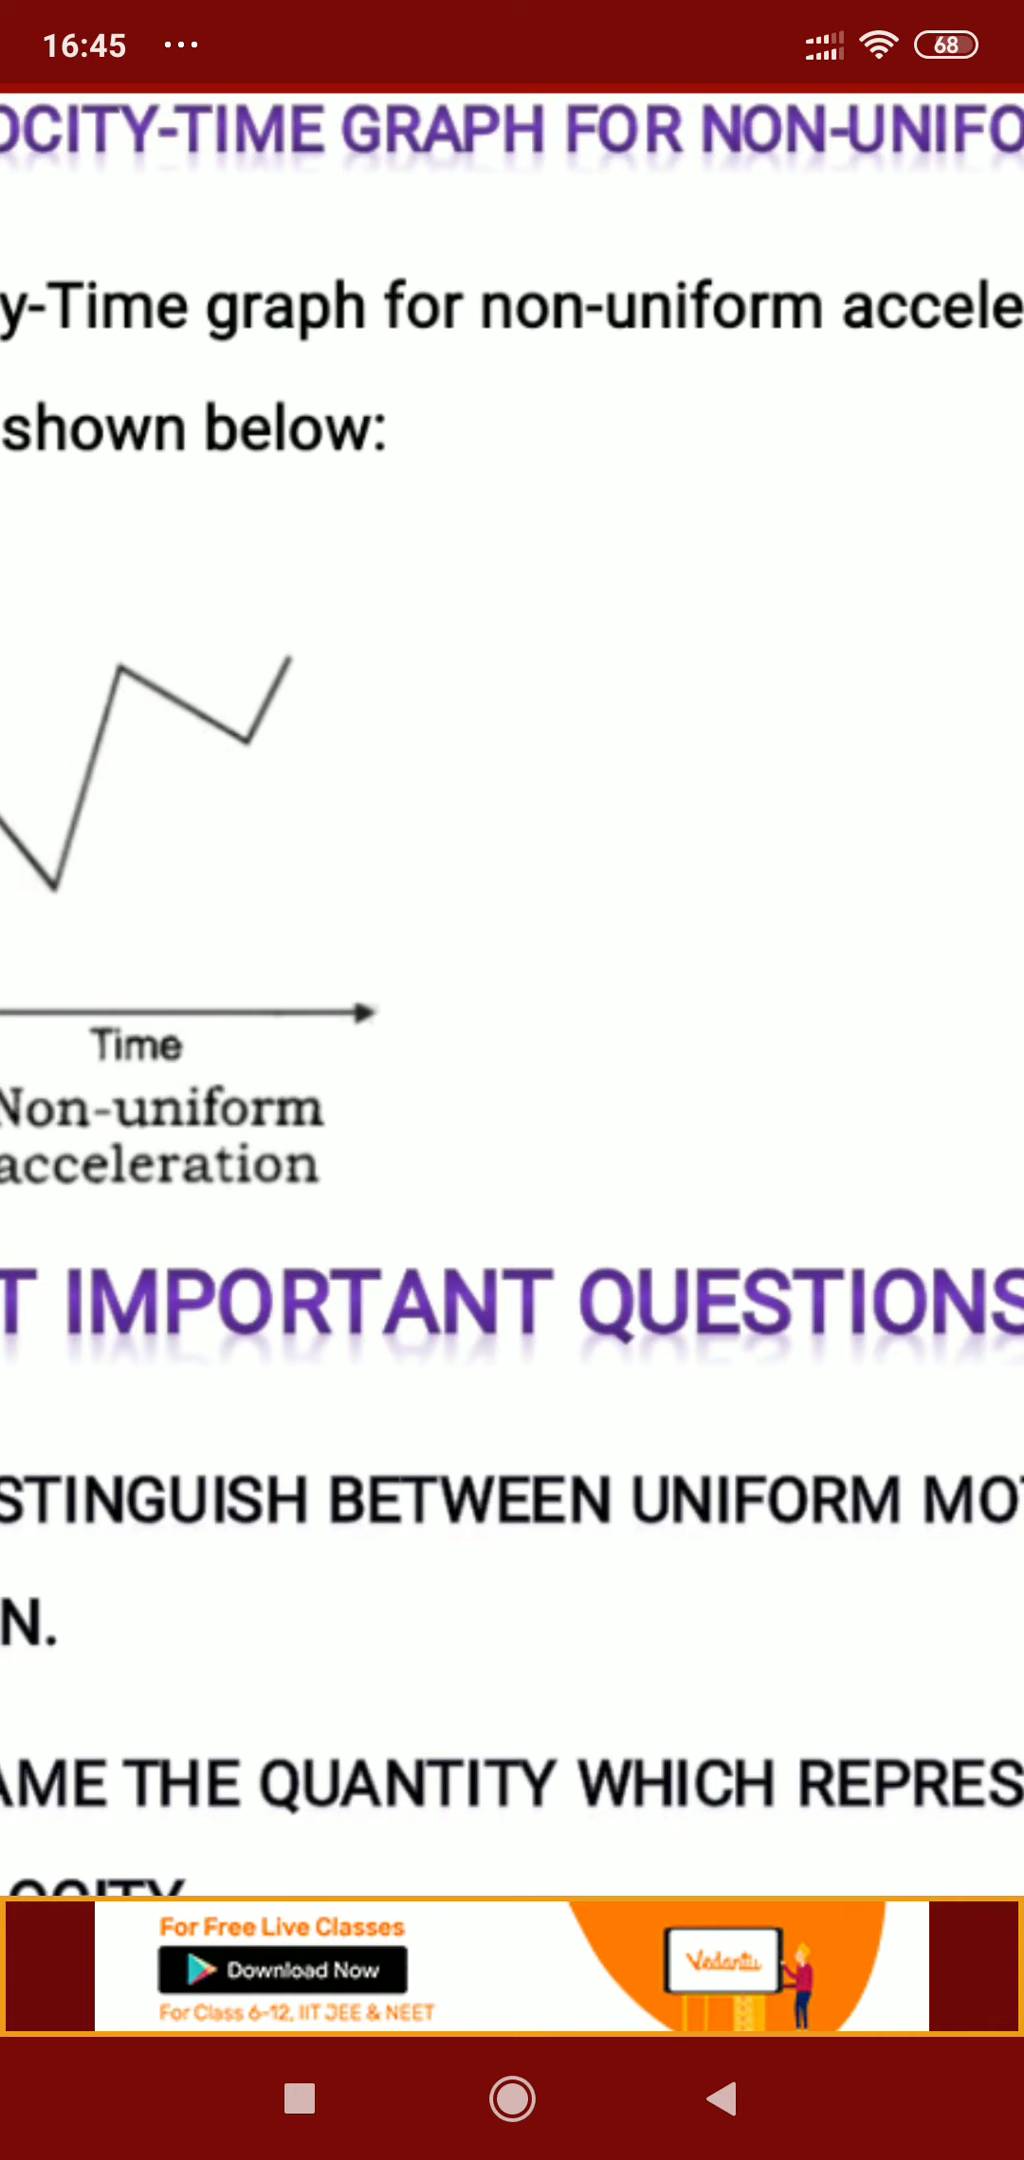 16:45 ...
68
OCITY-TIME GRAPH FOR NON-UNIFO
y-Time graph for non-uniform accele
shown below:
Time
Non-uniform
acceleration
T IMPORTANT QUESTIONS
STINGUISH BETWEEN UNIFORM MOT
N.
AME THE QUANTITY WHICH REPRES
OCITY
For Free Live Classes
Download Now
For Class 6-12, IIT JEE & NEET
Vedantu